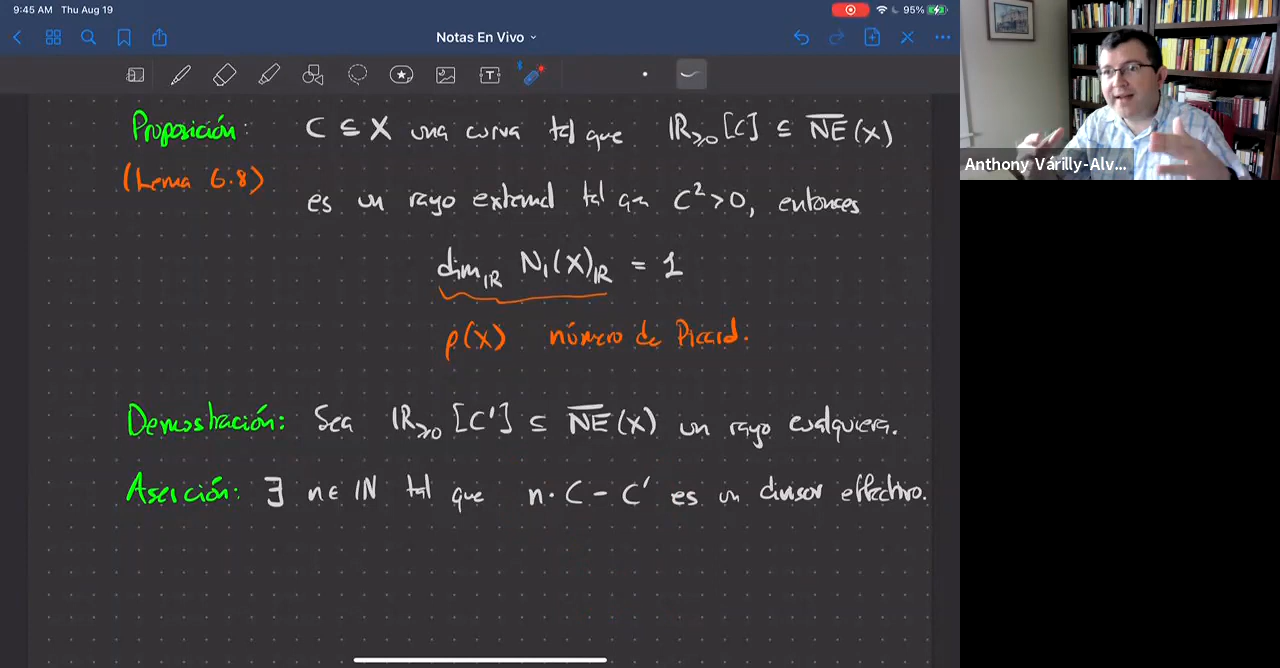 9:45 AM Thu Aug 19
95%
Notas En Vivo
Anthony Várilly-Alv...
Proposición: C ⊆ X una curva tal que ℝ≥0 [C] ⊆ N̅E̅(X)
(Lema 6.8)
es un rayo extremal tal que C² > 0, entonces
dim_ℝ N₁(X)_ℝ = 1
ρ(X) número de Picard.
Demostración: Sea ℝ≥0 [C'] ⊆ N̅E̅(X) un rayo cualquiera.
Aserción: ∃ n ∈ ℕ tal que n · C - C' es un divisor effectivo.